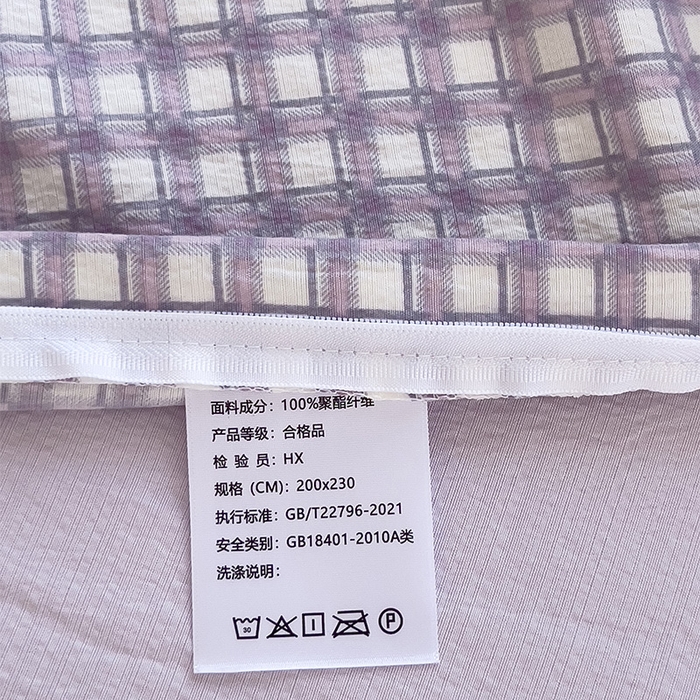 面料成分：100%聚酯纤维
产品等级：合格品
检 验 员：HX
规格 (CM)：200x230
执行标准：GB/T22796-2021
安全类别：GB18401-2010A类
洗涤说明：
30
P